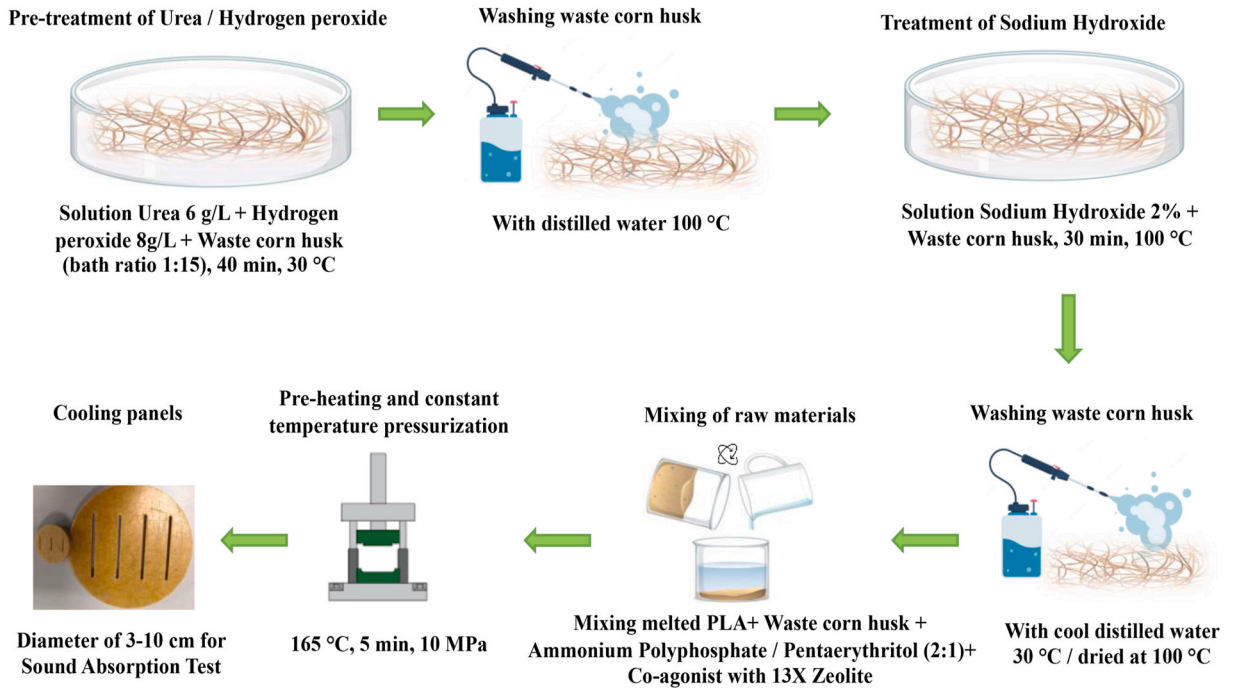 Pre-treatment of Urea / Hydrogen peroxide
Solution Urea 6 g/L + Hydrogen
peroxide 8g/L + Waste corn husk
(bath ratio 1:15), 40 min, 30 °C
Washing waste corn husk
With distilled water 100 °C
Treatment of Sodium Hydroxide
Solution Sodium Hydroxide 2% +
Waste corn husk, 30 min, 100 °C
Washing waste corn husk
With cool distilled water
30 °C / dried at 100 °C
Mixing of raw materials
Mixing melted PLA+ Waste corn husk +
Ammonium Polyphosphate / Pentaerythritol (2:1)+
Co-agonist with 13X Zeolite
Pre-heating and constant
temperature pressurization
165 °C, 5 min, 10 MPa
Cooling panels
Diameter of 3-10 cm for
Sound Absorption Test